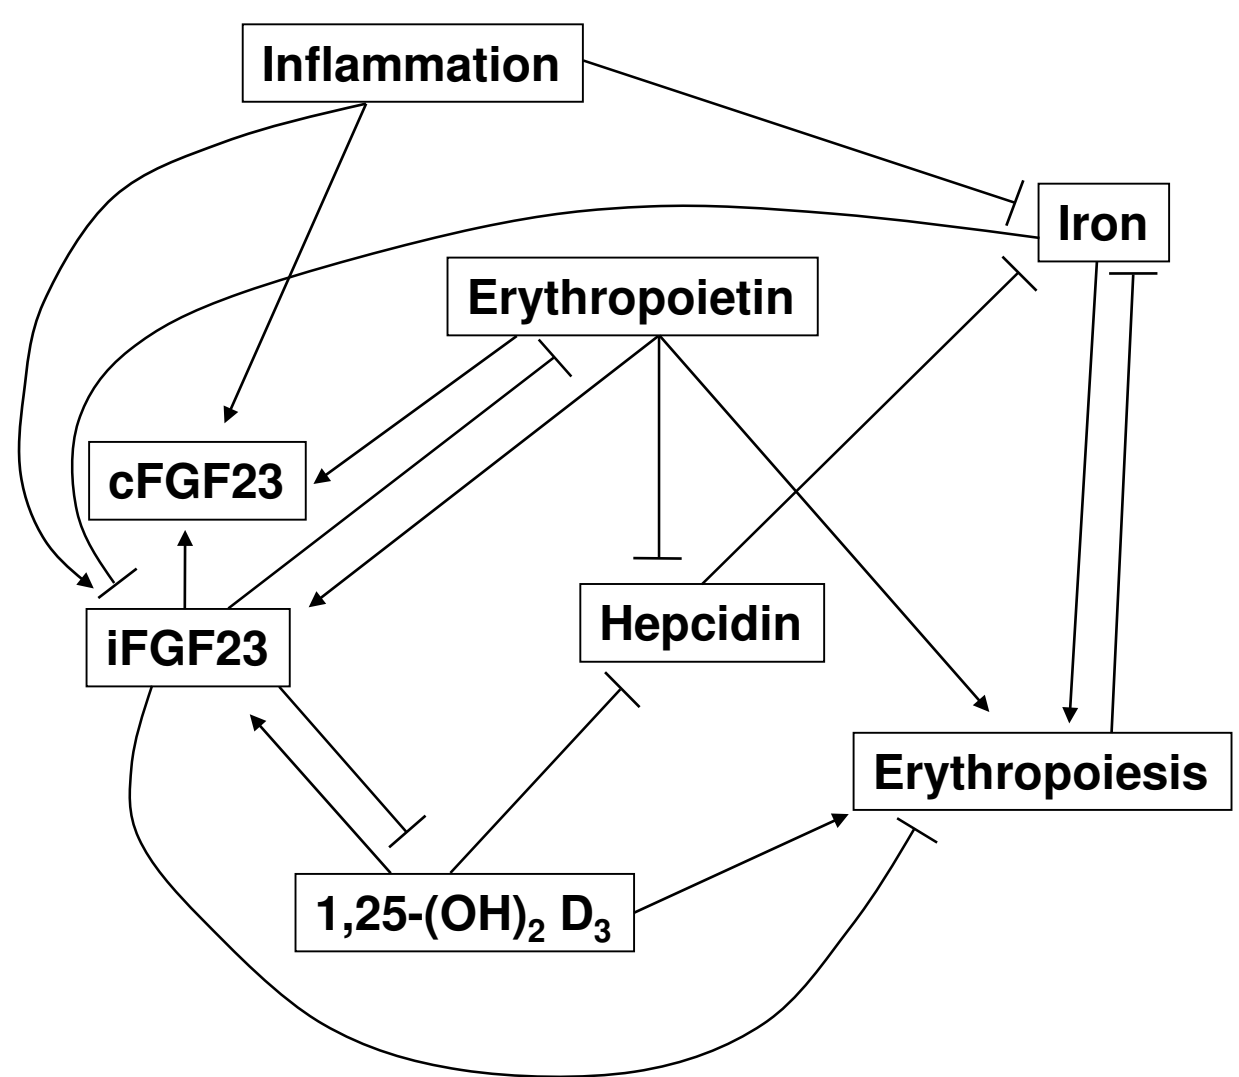 Inflammation
Iron
Erythropoietin
cFGF23
Hepcidin
iFGF23
Erythropoiesis
1,25-(OH)₂ D₃